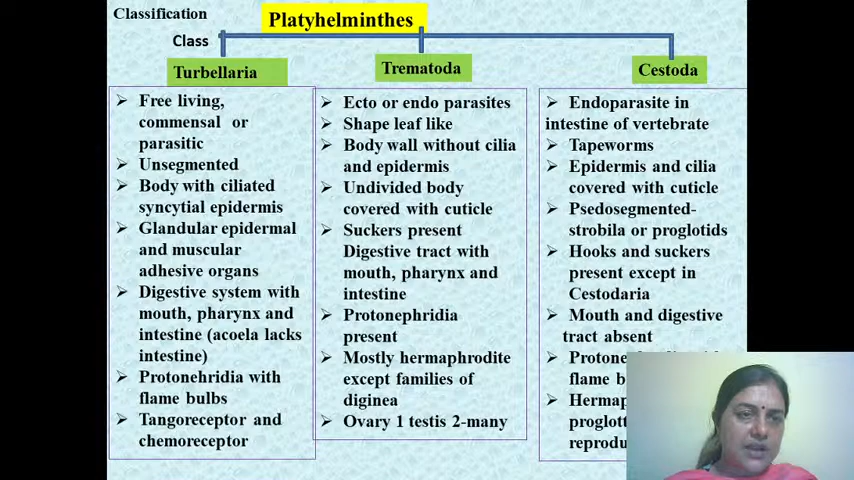 Classification
Platyhelminthes
Class
Turbellaria
Free living,
commensal or
parasitic
Unsegmented
Body with ciliated
syncytial epidermis
Glandular epidermal
and muscular
adhesive organs
Digestive system with
mouth, pharynx and
intestine (acoela lacks
intestine)
Protonehridia with
flame bulbs
Tangoreceptor and
chemoreceptor
Trematoda
Ecto or endo parasites
Shape leaf like
Body wall without cilia
and epidermis
Undivided body
covered with cuticle
Suckers present
Digestive tract with
mouth, pharynx and
intestine
Protonephridia
present
Mostly hermaphrodite
except families of
diginea
Ovary 1 testis 2-many
Cestoda
Endoparasite in
intestine of vertebrate
Tapeworms
Epidermis and cilia
covered with cuticle
Psedosegmented-
strobila or proglotids
Hooks and suckers
present except in
Cestodaria
Mouth and digestive
tract absent
flame